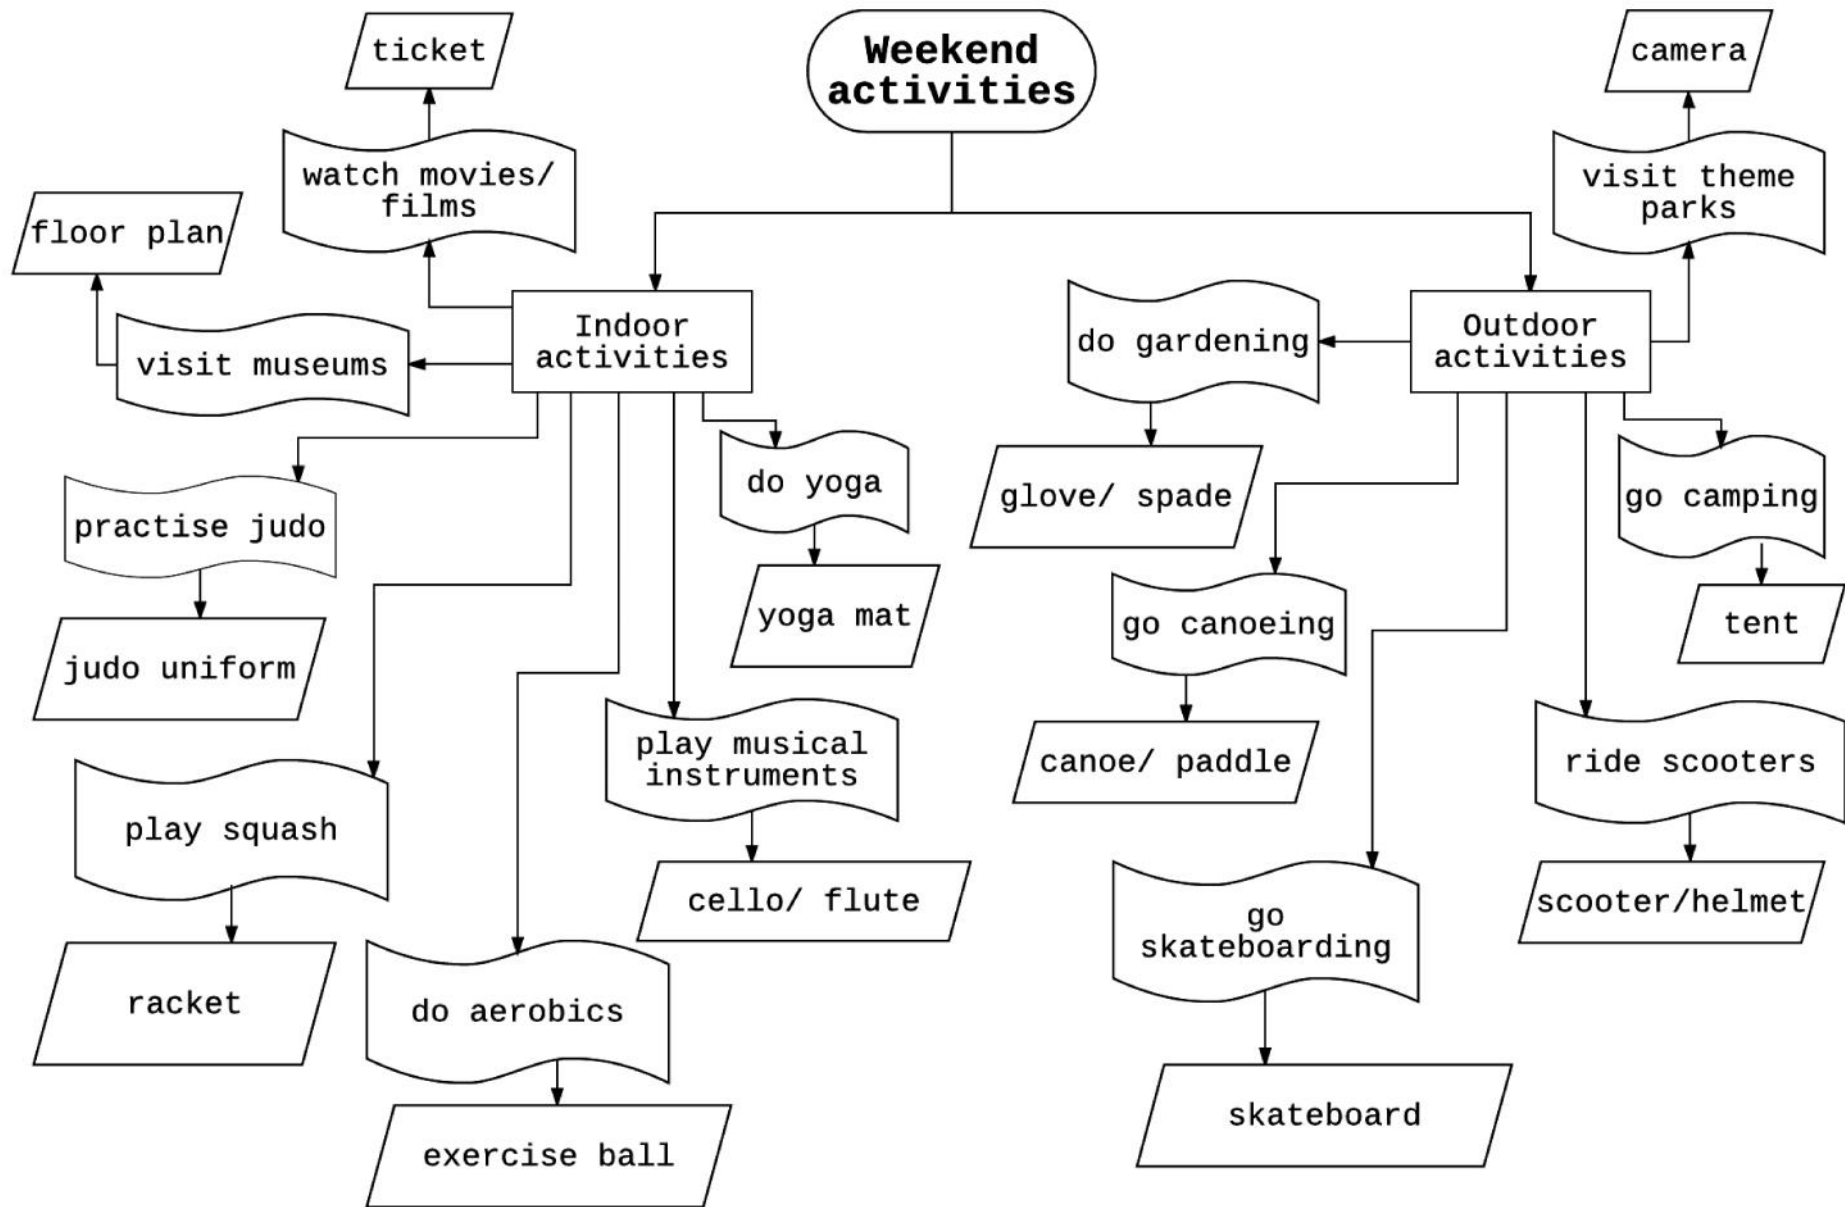 Weekend
activities
ticket
watch movies/
films
floor plan
visit museums
Indoor
activities
practise judo
judo uniform
play squash
racket
do aerobics
exercise ball
play musical
instruments
cello/ flute
do yoga
yoga mat
camera
visit theme
parks
Outdoor
activities
do gardening
glove/ spade
go canoeing
canoe/ paddle
go
skateboarding
skateboard
ride scooters
scooter/helmet
go camping
tent